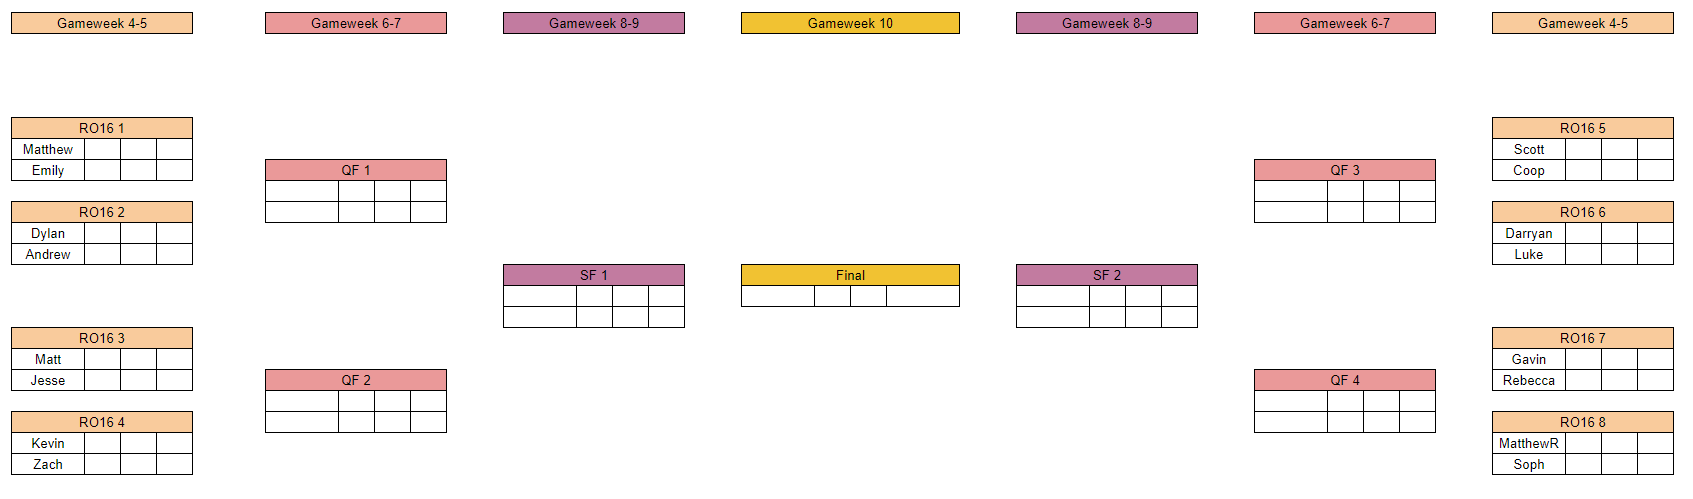 Gameweek 4-5
Gameweek 6-7
Gameweek 8-9
Gameweek 10
Gameweek 8-9
Gameweek 6-7
Gameweek 4-5
RO16 1
Matthew
Emily
RO16 2
Dylan
Andrew
RO16 3
Matt
Jesse
RO16 4
Kevin
Zach
QF 1
QF 2
SF 1
Final
SF 2
QF 3
QF 4
RO16 5
Scott
Coop
RO16 6
Darryan
Luke
RO16 7
Gavin
Rebecca
RO16 8
MatthewR
Soph